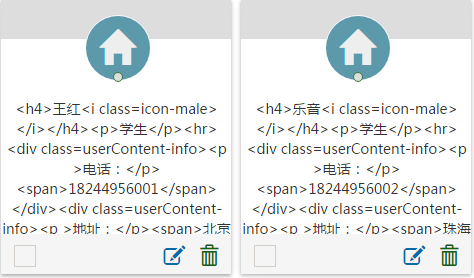 <h4>王红<i class=icon-male>
</i></h4><p>学生</p><hr>
<div class=userContent-info><p
>电话：</p>
<span>18244956001</span>
</div><div class=userContent-
info><p >地址：</p><span>北京
<h4>乐音<i class=icon-male>
</i></h4><p>学生</p><hr>
<div class=userContent-info><p
>电话：</p>
<span>18244956002</span>
</div><div class=userContent-
info><p >地址：</p><span>珠海